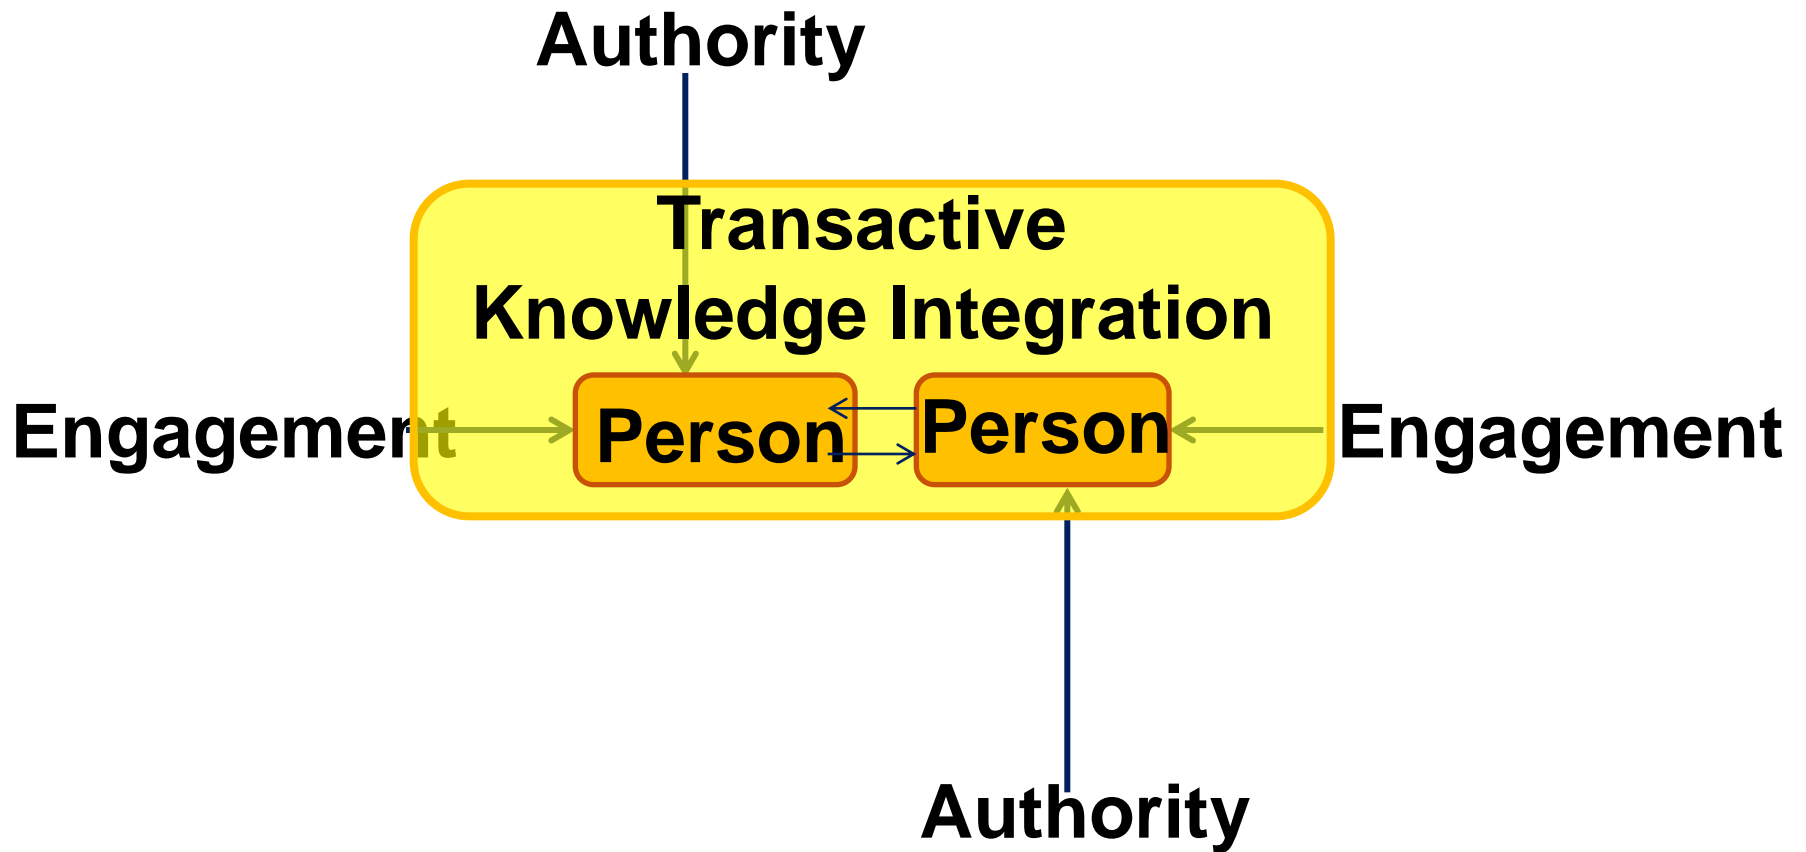 Authority
Transactive
Knowledge Integration
Engagement
Person
Person
Engagement
Authority